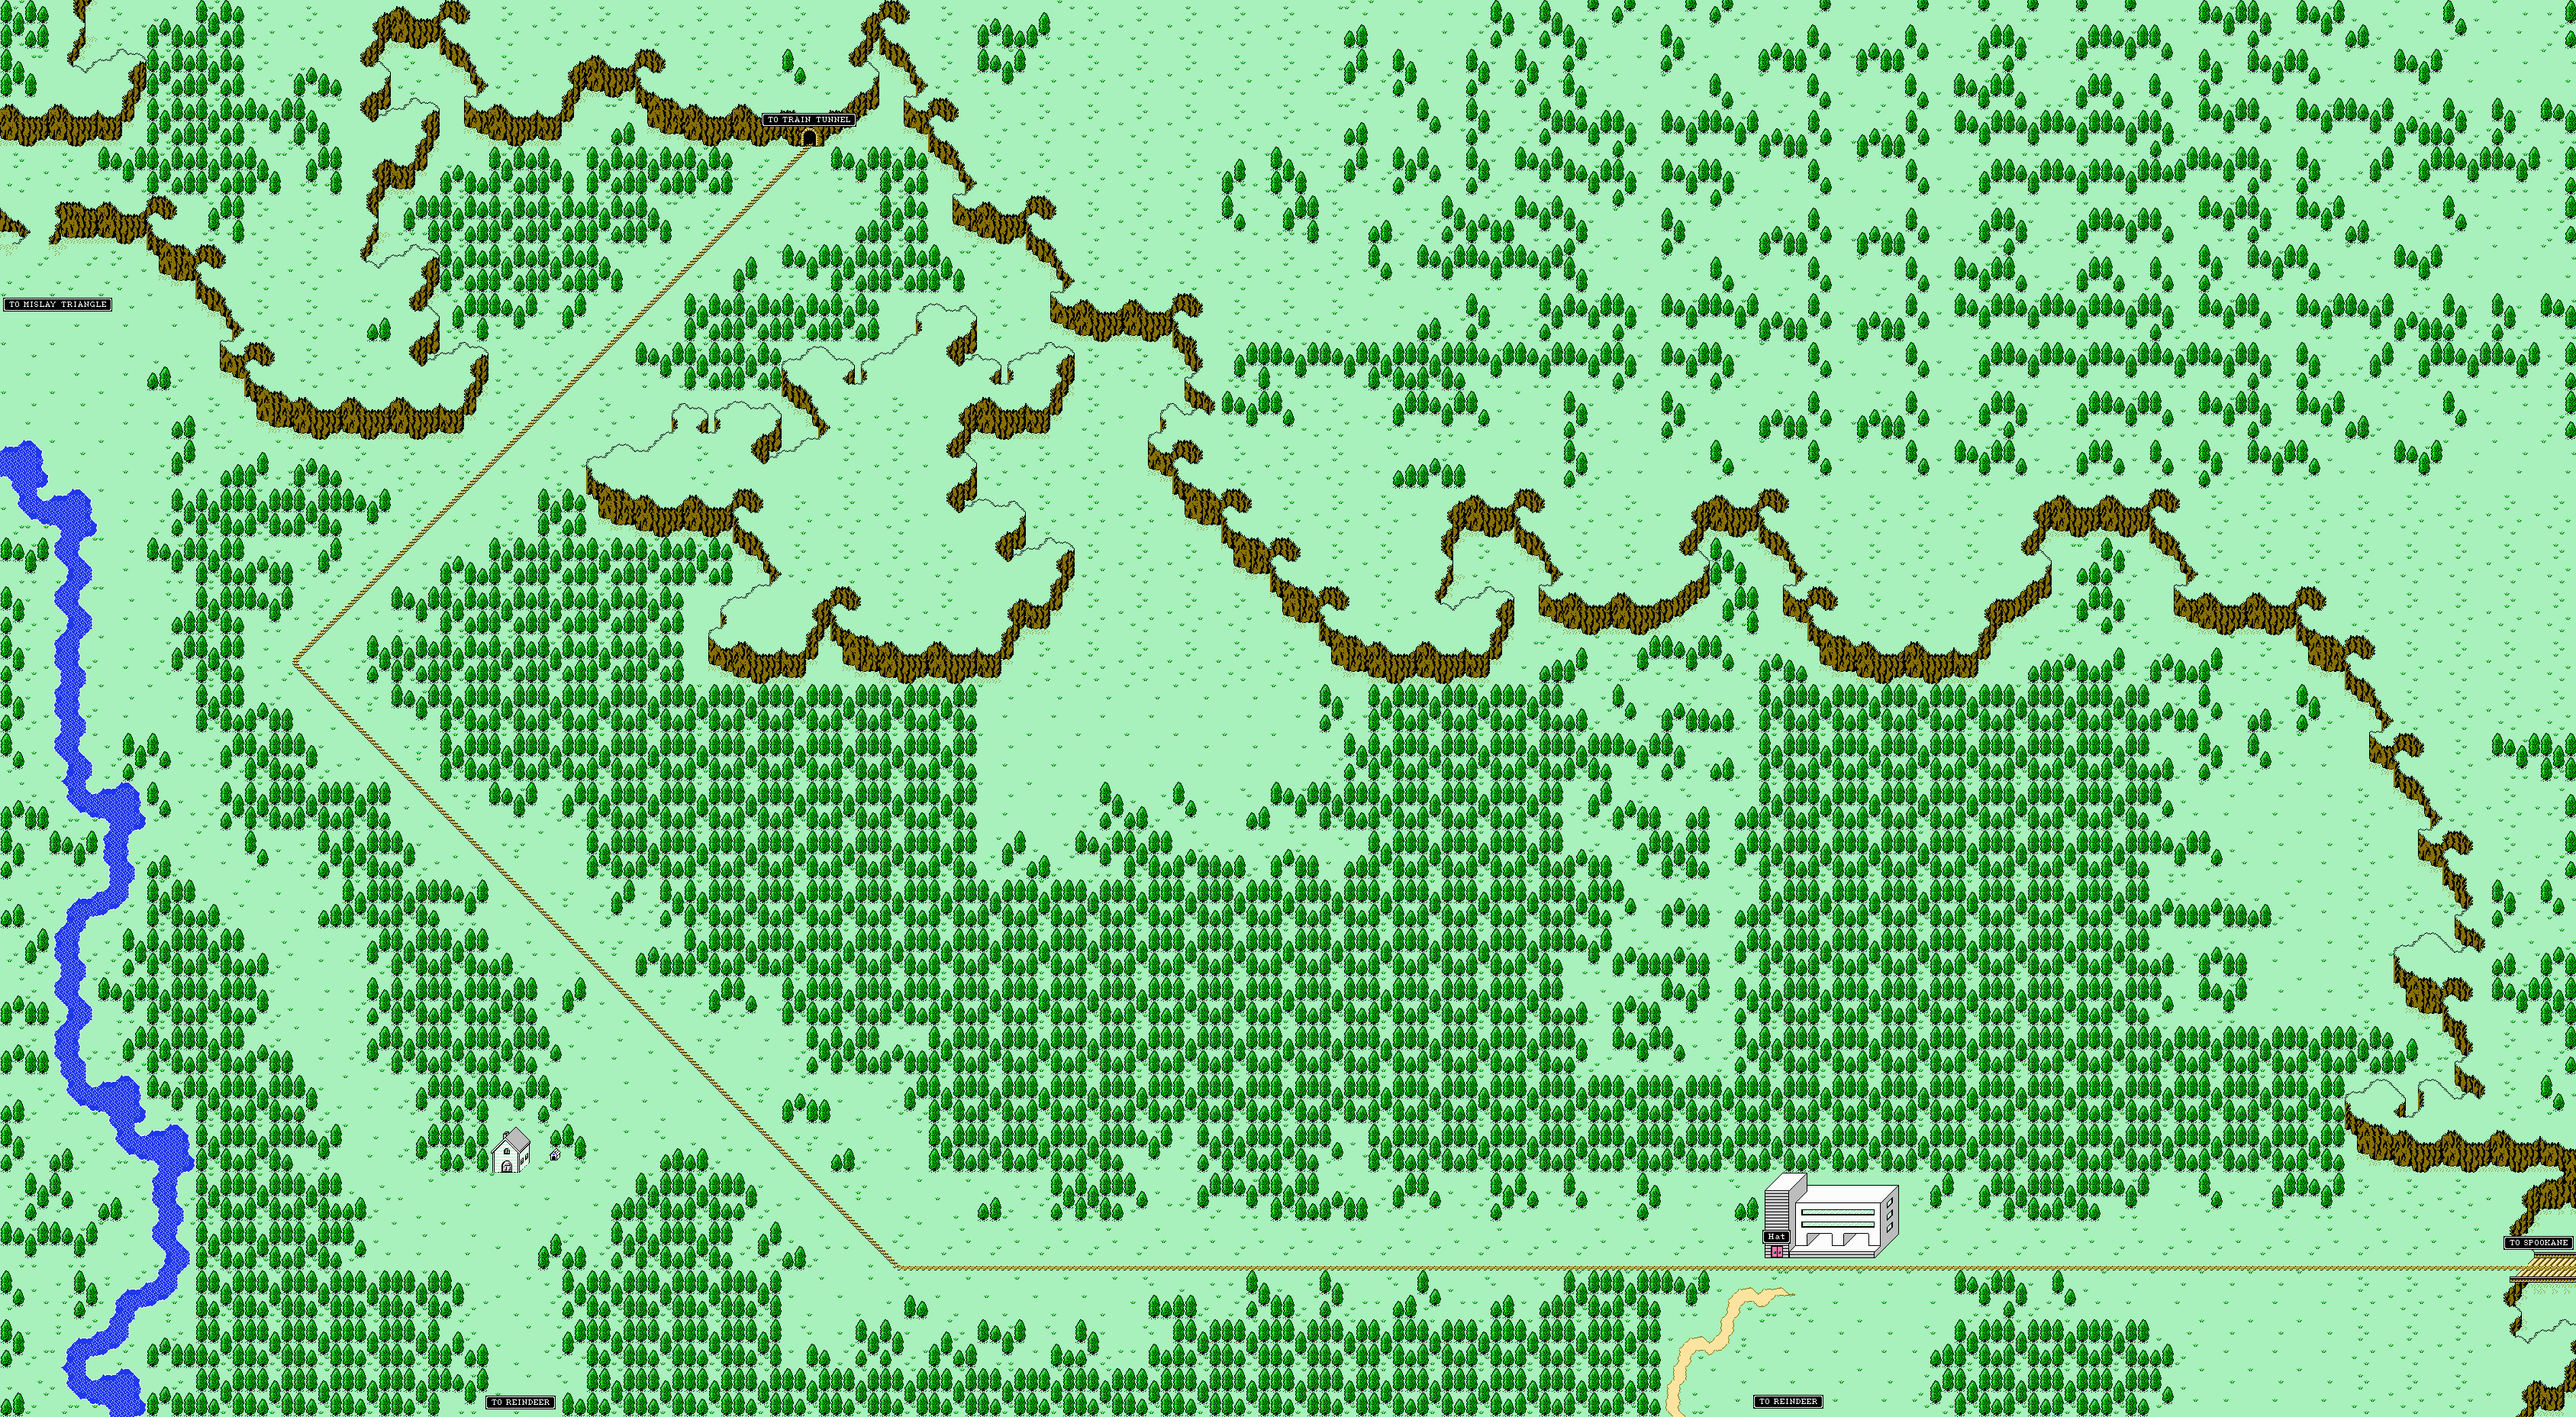 TO TRAIN TUNNEL
TO MISLAY TRIANGLE
Hat
TO SPOOKANE
TO REINDEER
TO REINDEER